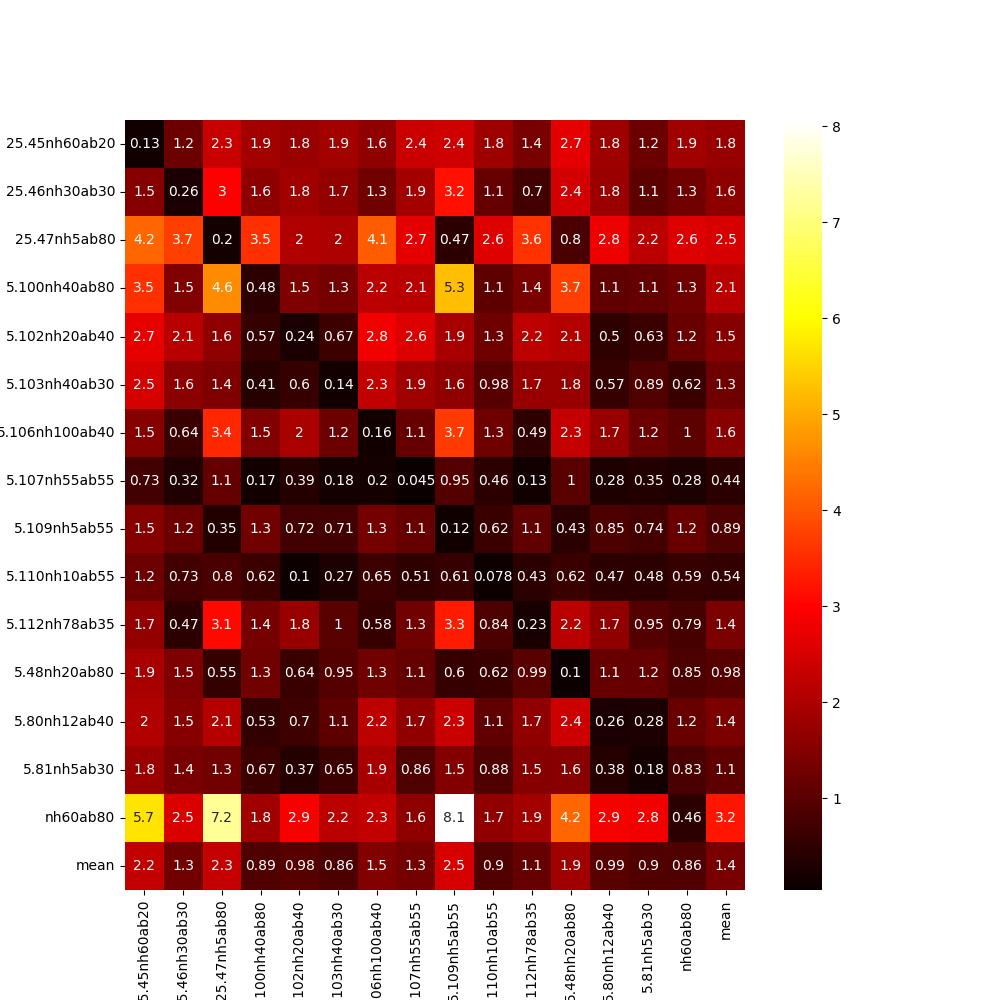 25.45nh60ab20 0.13 1.2 2.3 1.9 1.8 1.9 1.6 2.4 2.4 1.8 1.4 2.7 1.8 1.2 1.9 1.8
25.46nh30ab30 1.5 0.26 3 1.6 1.8 1.7 1.3 1.9 3.2 1.1 0.7 2.4 1.8 1.1 1.3 1.6
25.47nh5ab80 4.2 3.7 0.2 3.5 2 2 4.1 2.7 0.47 2.6 3.6 0.8 2.8 2.2 2.6 2.5
5.100nh40ab80 3.5 1.5 4.6 0.48 1.5 1.3 2.2 2.1 5.3 1.1 1.4 3.7 1.1 1.1 1.3 2.1
5.102nh20ab40 2.7 2.1 1.6 0.57 0.24 0.67 2.8 2.6 1.9 1.3 2.2 2.1 0.5 0.63 1.2 1.5
5.103nh40ab30 2.5 1.6 1.4 0.41 0.6 0.14 2.3 1.9 1.6 0.98 1.7 1.8 0.57 0.89 0.62 1.3
5.106nh100ab40 1.5 0.64 3.4 1.5 2 1.2 0.16 1.1 3.7 1.3 0.49 2.3 1.7 1.2 1 1.6
5.107nh55ab55 0.73 0.32 1.1 0.17 0.39 0.18 0.2 0.045 0.95 0.46 0.13 1 0.28 0.35 0.28 0.44
5.109nh5ab55 1.5 1.2 0.35 1.3 0.72 0.71 1.3 1.1 0.12 0.62 1.1 0.43 0.85 0.74 1.2 0.89
5.110nh10ab55 1.2 0.73 0.8 0.62 0.1 0.27 0.65 0.51 0.61 0.078 0.43 0.62 0.47 0.48 0.59 0.54
5.112nh78ab35 1.7 0.47 3.1 1.4 1.8 1 0.58 1.3 3.3 0.84 0.23 2.2 1.7 0.95 0.79 1.4
5.48nh20ab80 1.9 1.5 0.55 1.3 0.64 0.95 1.3 1.1 0.6 0.62 0.99 0.1 1.1 1.2 0.85 0.98
5.80nh12ab40 2 1.5 2.1 0.53 0.7 1.1 2.2 1.7 2.3 1.1 1.7 2.4 0.26 0.28 1.2 1.4
5.81nh5ab30 1.8 1.4 1.3 0.67 0.37 0.65 1.9 0.86 1.5 0.88 1.5 1.6 0.38 0.18 0.83 1.1
nh60ab80 5.7 2.5 7.2 1.8 2.9 2.2 2.3 1.6 8.1 1.7 1.9 4.2 2.9 2.8 0.46 3.2
mean 2.2 1.3 2.3 0.89 0.98 0.86 1.5 1.3 2.5 0.9 1.1 1.9 0.99 0.9 0.86 1.4
5.45nh60ab20
5.46nh30ab30
25.47nh5ab80
100nh40ab80
102nh20ab40
103nh40ab30
06nh100ab40
107nh55ab55
5.109nh5ab55
110nh10ab55
112nh78ab35
5.48nh20ab80
5.80nh12ab40
5.81nh5ab30
nh60ab80
mean
8
7
6
5
4
3
2
1